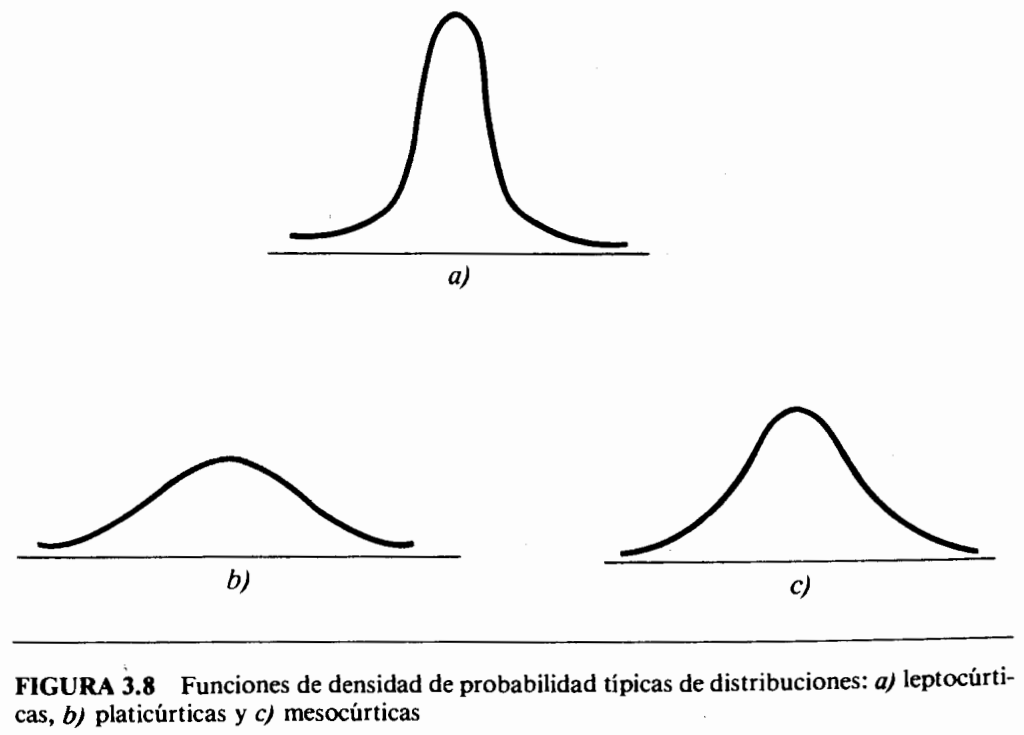 a)
b)
c)
FIGURA 3.8 Funciones de densidad de probabilidad típicas de distribuciones: a) leptocúrti-
cas, b) platicúrticas y c) mesocúrticas